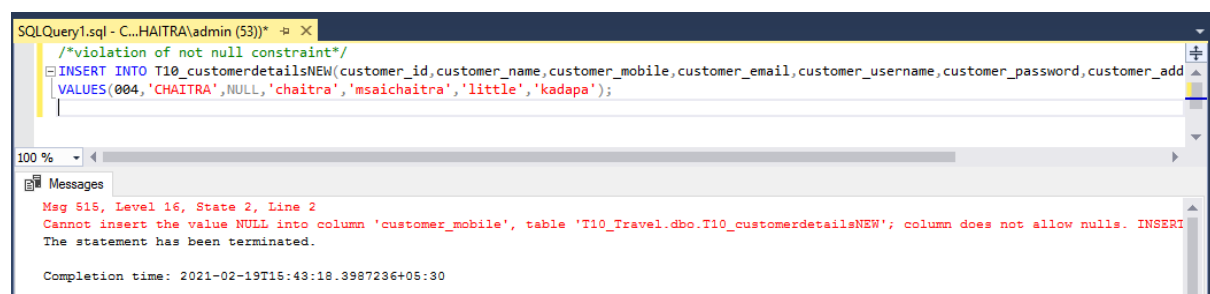 SQLQuery1.sql - C...HAITRA\admin (53))*
/*violation of not null constraint*/
INSERT INTO T10_customerdetailsNEW(customer_id,customer_name,customer_mobile,customer_email,customer_username,customer_password,customer_add
VALUES(004,'CHAITRA',NULL,'chaitra','msaichaitra','little','kadapa');
100 %
Messages
Msg 515, Level 16, State 2, Line 2
Cannot insert the value NULL into column 'customer_mobile', table 'T10_Travel.dbo.T10_customerdetailsNEW'; column does not allow nulls. INSERT
The statement has been terminated.
Completion time: 2021-02-19T15:43:18.3987236+05:30